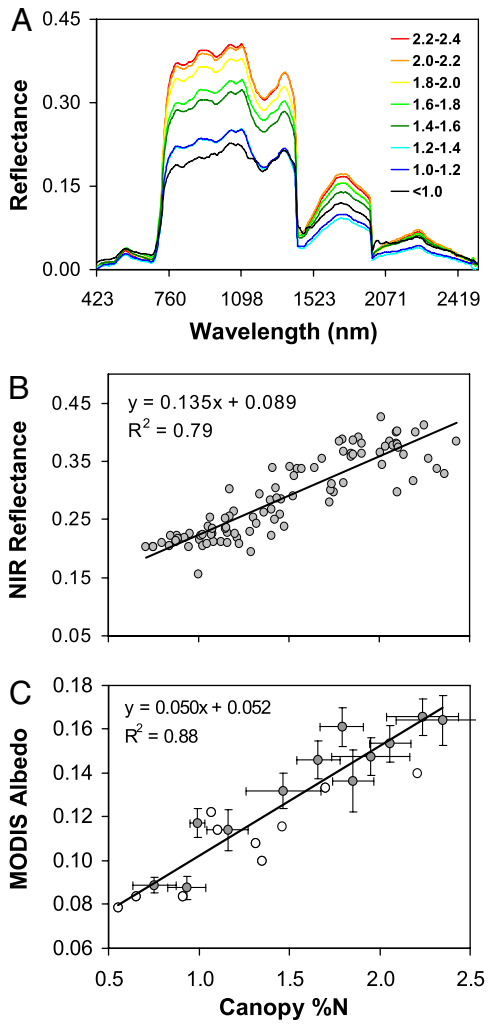 A
0.45
0.30
0.15
0.00
Reflectance
2.2-2.4
2.0-2.2
1.8-2.0
1.6-1.8
1.4-1.6
1.2-1.4
1.0-1.2
<1.0
423 760 1098 1523 2071 2419
Wavelength (nm)
B
y = 0.135x + 0.089
R² = 0.79
0.45
0.35
0.25
0.15
0.05
NIR Reflectance
C
y = 0.050x + 0.052
R² = 0.88
0.18
0.16
0.14
0.12
0.10
0.08
0.06
MODIS Albedo
0.5 1.0 1.5 2.0 2.5
Canopy %N